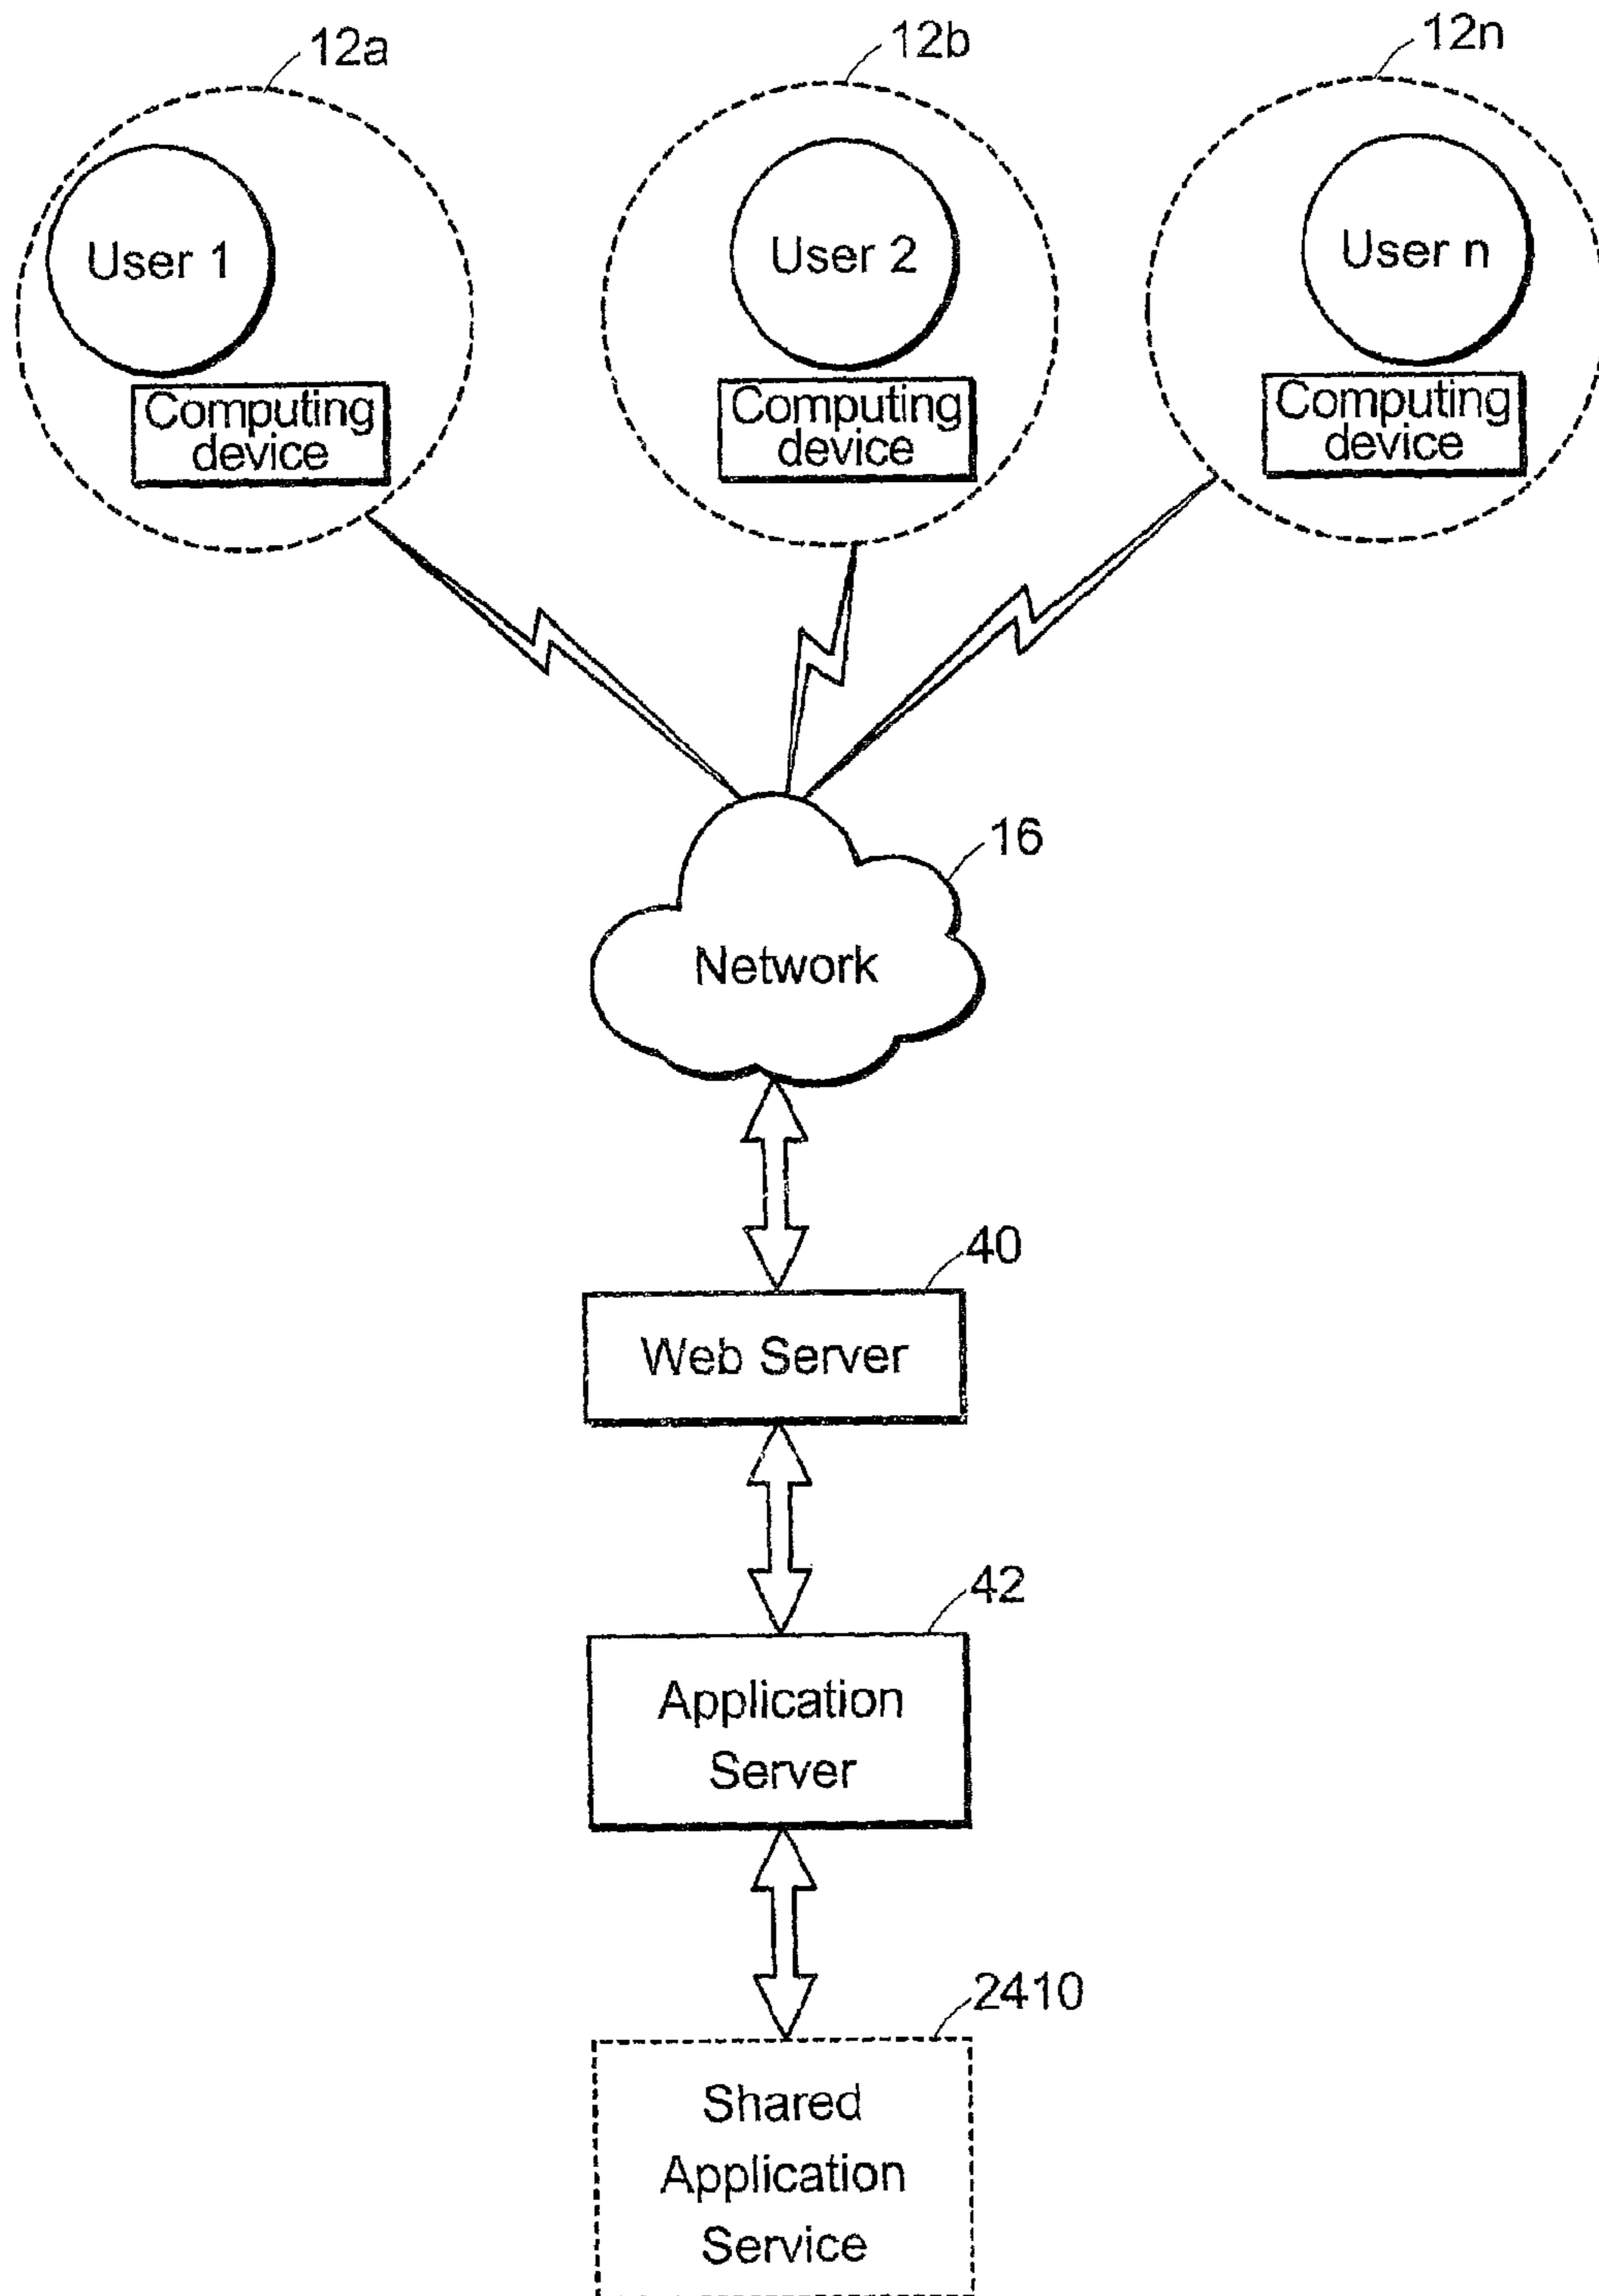 12a
12b
12n
User 1
User 2
User n
Computing
device
Computing
device
Computing
device
16
Network
40
Web Server
42
Application
Server
2410
Shared
Application
Service